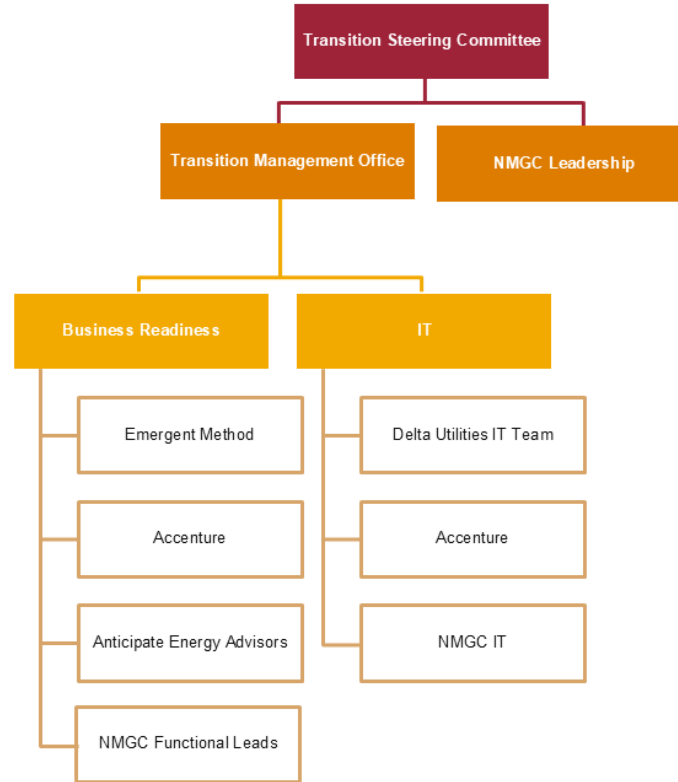 Transition Steering Committee
Transition Management Office
NMGC Leadership
Business Readiness
IT
Emergent Method
Delta Utilities IT Team
Accenture
Accenture
Anticipate Energy Advisors
NMGC IT
NMGC Functional Leads